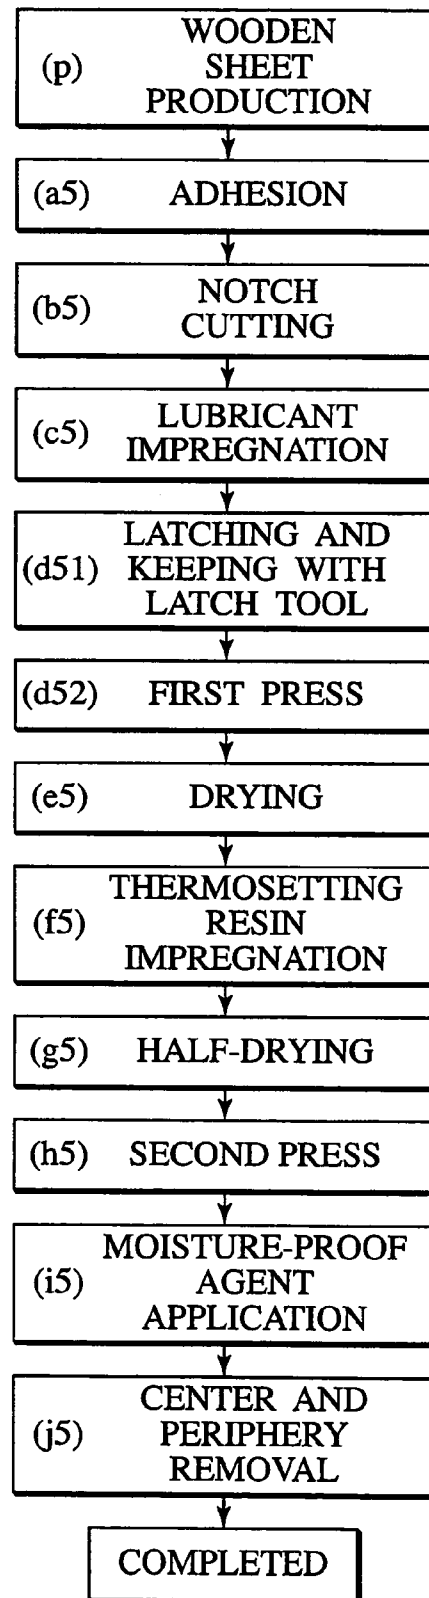 WOODEN
(p) SHEET
PRODUCTION
(a5) ADHESION
NOTCH
(b5) CUTTING
LUBRICANT
(c5) IMPREGNATION
LATCHING AND
(d51) KEEPING WITH
LATCH TOOL
(d52) FIRST PRESS
(e5) DRYING
THERMOSETTING
(f5) RESIN
IMPREGNATION
(g5) HALF-DRYING
(h5) SECOND PRESS
MOISTURE-PROOF
(i5) AGENT
APPLICATION
CENTER AND
(j5) PERIPHERY
REMOVAL
COMPLETED